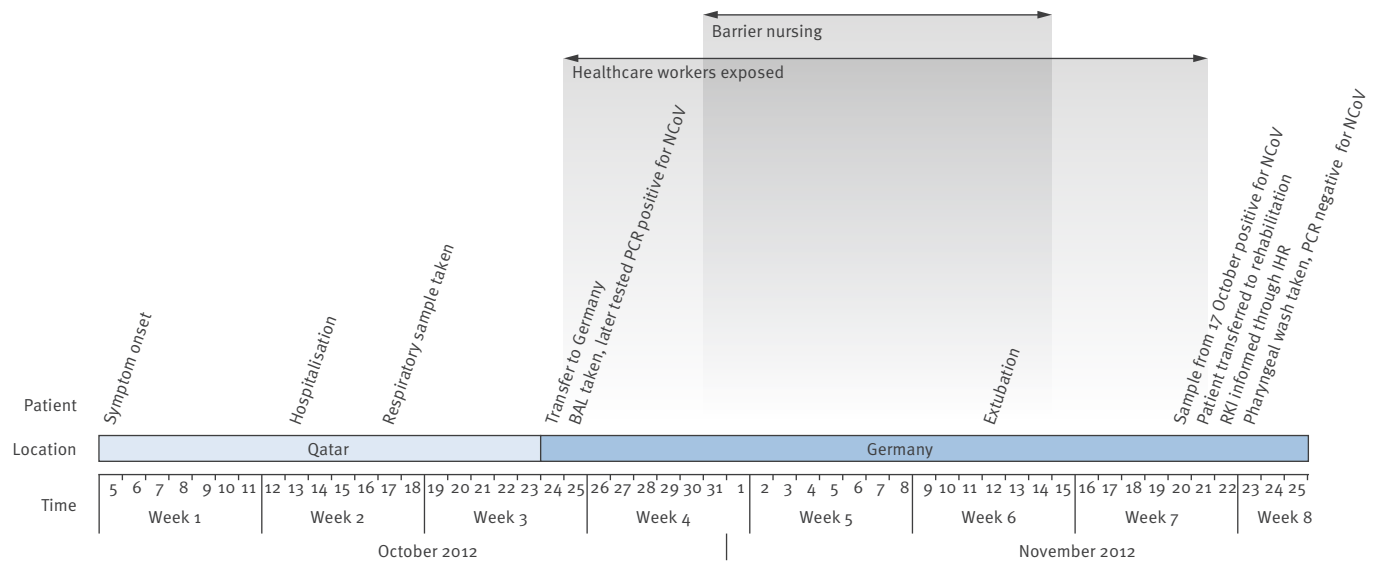 Barrier nursing
Healthcare workers exposed
Symptom onset
Hospitalisation
Respiratory sample taken
Transfer to Germany
BAL taken, later tested PCR positive for NCoV
Extubation
Sample from 17 October positive for NCoV
Patient transferred to rehabilitation
RKI informed through IHR
Pharyngeal wash taken, PCR negative for NCoV
Patient
Location
Qatar
Germany
Time
5 6 7 8 9 10 11 12 13 14 15 16 17 18 19 20 21 22 23 24 25 26 27 28 29 30 31 1 2 3 4 5 6 7 8 9 10 11 12 13 14 15 16 17 18 19 20 21 22 23 24 25
Week 1 Week 2 Week 3 Week 4 Week 5 Week 6 Week 7 Week 8
October 2012 November 2012